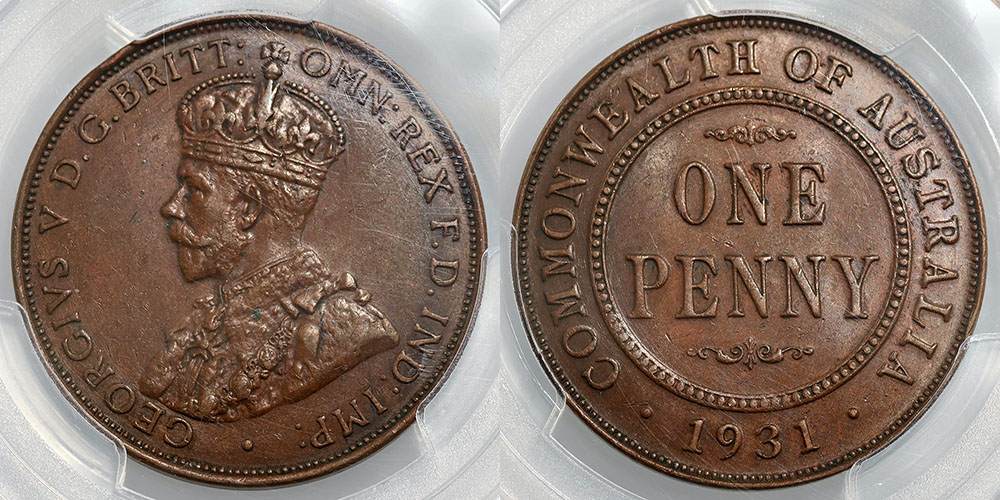 GEORGIVS V D.G.BRITT: OMN: REX F.D.IND:IMP:
COMMONWEALTH OF AUSTRALIA
ONE
PENNY
· 1931 ·